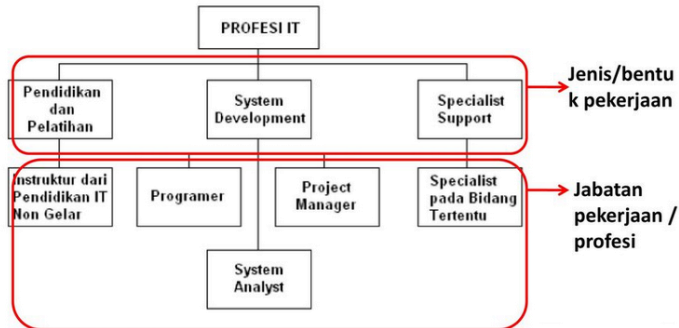 PROFESI IT
Pendidikan
dan
Pelatihan
System
Development
Specialist
Support
Jenis/bentu
k pekerjaan
Instruktur dari
Pendidikan IT
Non Gelar
Programer
Project
Manager
Specialist
pada Bidang
Tertentu
Jabatan
pekerjaan /
profesi
System
Analyst